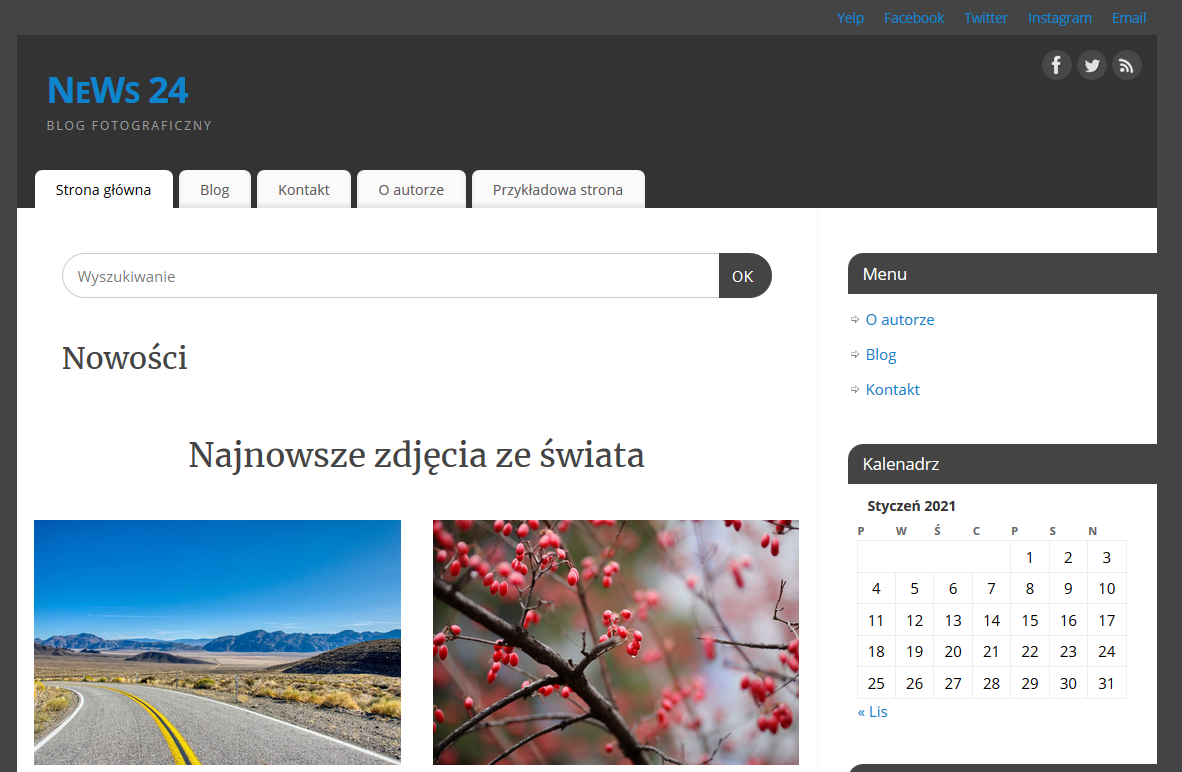 Yelp Facebook Twitter Instagram Email
NeWs 24
BLOG FOTOGRAFICZNY
Strona główna Blog Kontakt O autorze Przykładowa strona
Wyszukiwanie OK
Nowości
Najnowsze zdjęcia ze świata
Menu
O autorze
Blog
Kontakt
Kalenadrz
Styczeń 2021
P W Ś C P S N
1 2 3
4 5 6 7 8 9 10
11 12 13 14 15 16 17
18 19 20 21 22 23 24
25 26 27 28 29 30 31
« Lis